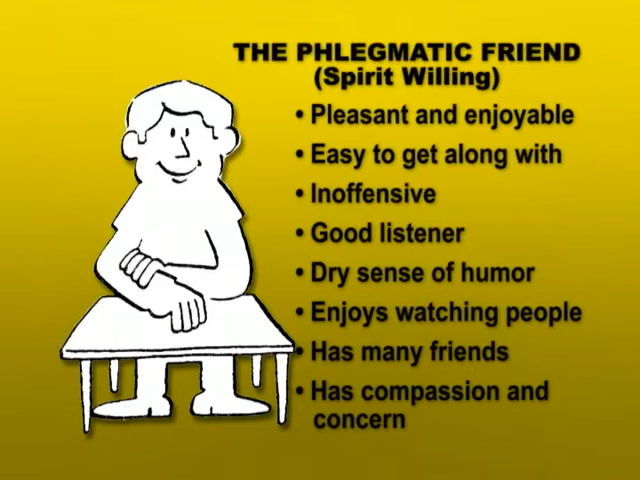 THE PHLEGMATIC FRIEND
(Spirit Willing)
• Pleasant and enjoyable
• Easy to get along with
• Inoffensive
• Good listener
• Dry sense of humor
• Enjoys watching people
• Has many friends
• Has compassion and
concern